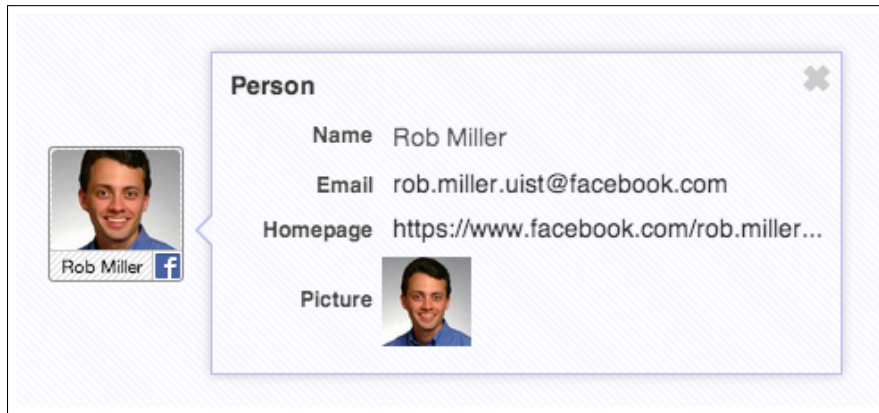 Person
Name Rob Miller
Email rob.miller.uist@facebook.com
Homepage https://www.facebook.com/rob.miller...
Picture
Rob Miller f